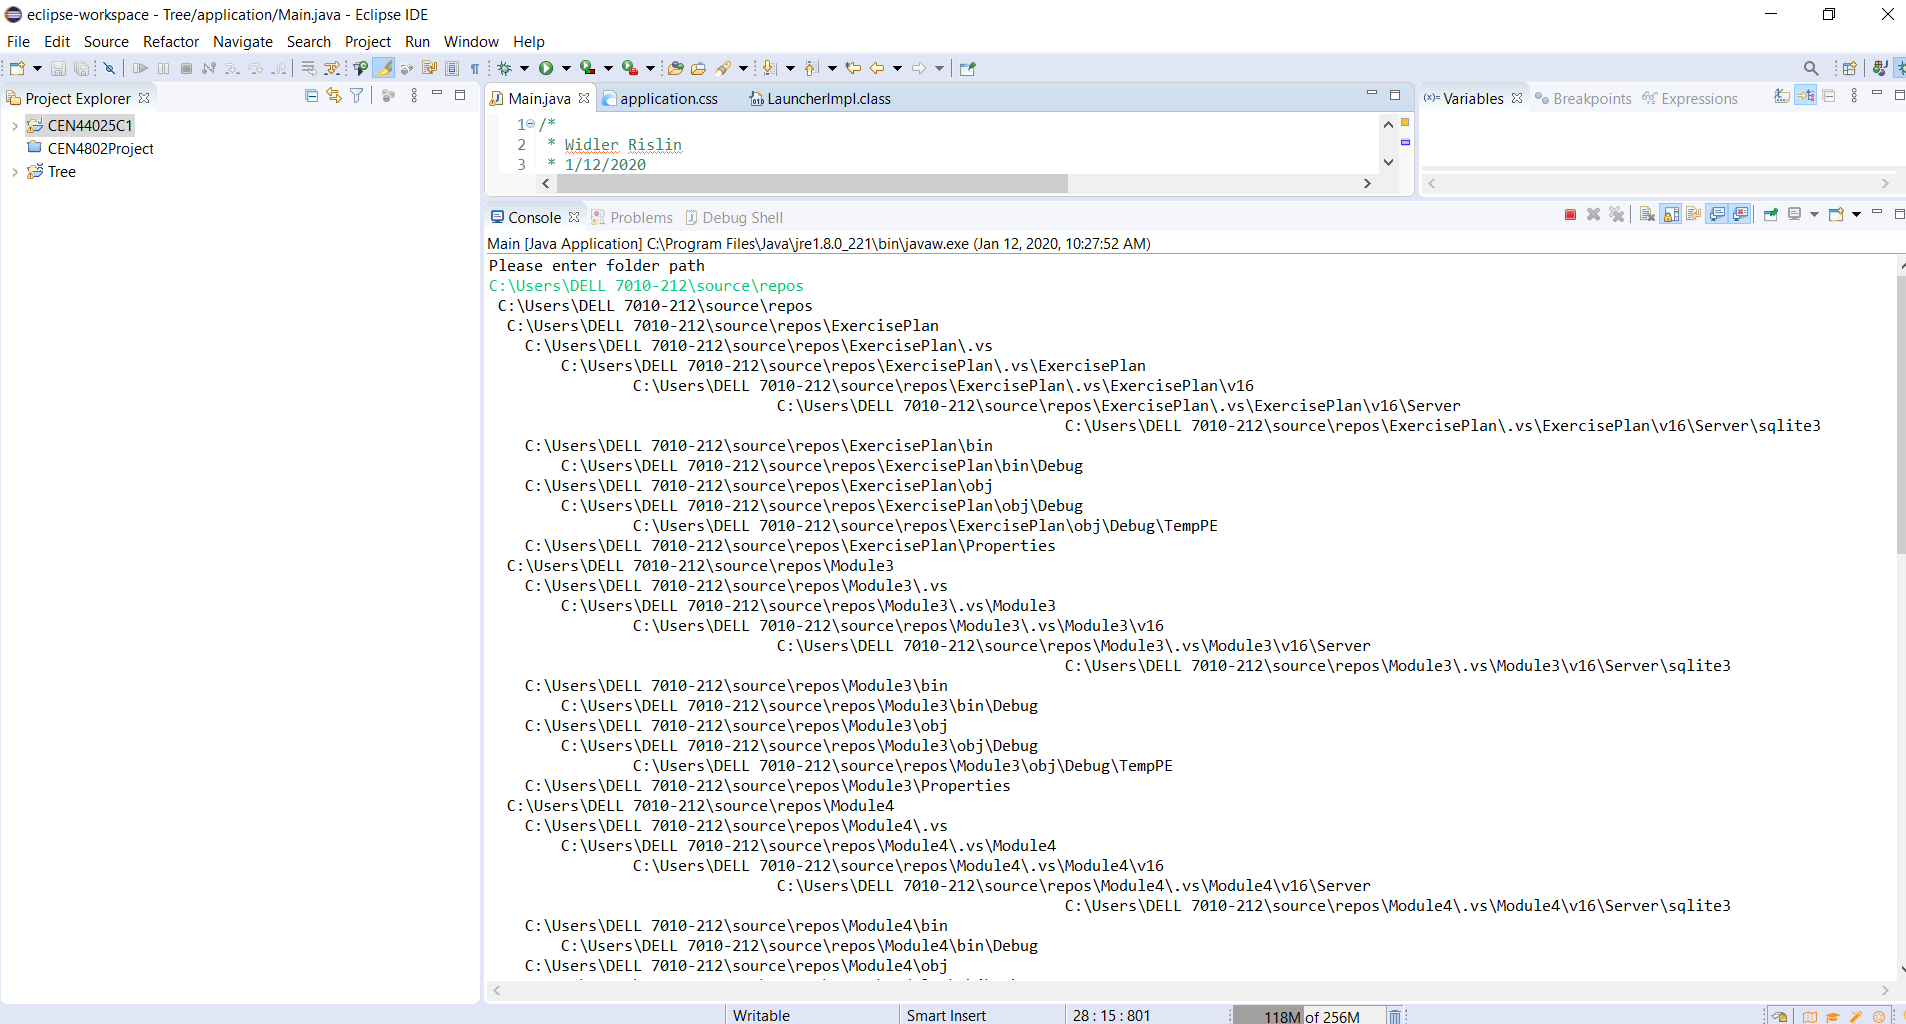 eclipse-workspace - Tree/application/Main.java - Eclipse IDE
File Edit Source Refactor Navigate Search Project Run Window Help
Project Explorer
CEN44025C1
CEN4802Project
Tree
Main.java application.css LauncherImpl.class
1 /*
2  * Widler Rislin
3  * 1/12/2020
(x)= Variables Breakpoints Expressions
Console Problems Debug Shell
Main [Java Application] C:\Program Files\Java\jre1.8.0_221\bin\javaw.exe (Jan 12, 2020, 10:27:52 AM)
Please enter folder path
C:\Users\DELL 7010-212\source\repos
 C:\Users\DELL 7010-212\source\repos
  C:\Users\DELL 7010-212\source\repos\ExercisePlan
    C:\Users\DELL 7010-212\source\repos\ExercisePlan\.vs
        C:\Users\DELL 7010-212\source\repos\ExercisePlan\.vs\ExercisePlan
                C:\Users\DELL 7010-212\source\repos\ExercisePlan\.vs\ExercisePlan\v16
                                C:\Users\DELL 7010-212\source\repos\ExercisePlan\.vs\ExercisePlan\v16\Server
                                                                C:\Users\DELL 7010-212\source\repos\ExercisePlan\.vs\ExercisePlan\v16\Server\sqlite3
    C:\Users\DELL 7010-212\source\repos\ExercisePlan\bin
        C:\Users\DELL 7010-212\source\repos\ExercisePlan\bin\Debug
    C:\Users\DELL 7010-212\source\repos\ExercisePlan\obj
        C:\Users\DELL 7010-212\source\repos\ExercisePlan\obj\Debug
                C:\Users\DELL 7010-212\source\repos\ExercisePlan\obj\Debug\TempPE
    C:\Users\DELL 7010-212\source\repos\ExercisePlan\Properties
  C:\Users\DELL 7010-212\source\repos\Module3
    C:\Users\DELL 7010-212\source\repos\Module3\.vs
        C:\Users\DELL 7010-212\source\repos\Module3\.vs\Module3
                C:\Users\DELL 7010-212\source\repos\Module3\.vs\Module3\v16
                                C:\Users\DELL 7010-212\source\repos\Module3\.vs\Module3\v16\Server
                                                                C:\Users\DELL 7010-212\source\repos\Module3\.vs\Module3\v16\Server\sqlite3
    C:\Users\DELL 7010-212\source\repos\Module3\bin
        C:\Users\DELL 7010-212\source\repos\Module3\bin\Debug
    C:\Users\DELL 7010-212\source\repos\Module3\obj
        C:\Users\DELL 7010-212\source\repos\Module3\obj\Debug
                C:\Users\DELL 7010-212\source\repos\Module3\obj\Debug\TempPE
    C:\Users\DELL 7010-212\source\repos\Module3\Properties
  C:\Users\DELL 7010-212\source\repos\Module4
    C:\Users\DELL 7010-212\source\repos\Module4\.vs
        C:\Users\DELL 7010-212\source\repos\Module4\.vs\Module4
                C:\Users\DELL 7010-212\source\repos\Module4\.vs\Module4\v16
                                C:\Users\DELL 7010-212\source\repos\Module4\.vs\Module4\v16\Server
                                                                C:\Users\DELL 7010-212\source\repos\Module4\.vs\Module4\v16\Server\sqlite3
    C:\Users\DELL 7010-212\source\repos\Module4\bin
        C:\Users\DELL 7010-212\source\repos\Module4\bin\Debug
    C:\Users\DELL 7010-212\source\repos\Module4\obj
Writable Smart Insert 28 : 15 : 801 118M of 256M